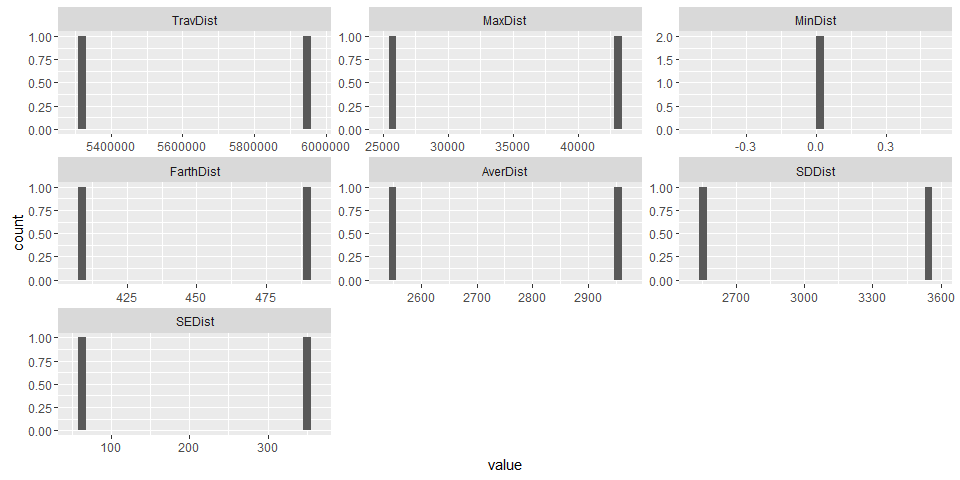 TravDist MaxDist MinDist
1.00 1.00 2.0
0.75 0.75 1.5
0.50 0.50 1.0
0.25 0.25 0.5
0.00 0.00 0.0
5400000 5600000 5800000 6000000 25000 30000 35000 40000 -0.3 0.0 0.3
FarthDist AverDist SDDist
1.00 1.00 1.00
0.75 0.75 0.75
0.50 0.50 0.50
0.25 0.25 0.25
0.00 0.00 0.00
425 450 475 2600 2700 2800 2900 2700 3000 3300 3600
count
SEDist
1.00
0.75
0.50
0.25
0.00
100 200 300
value